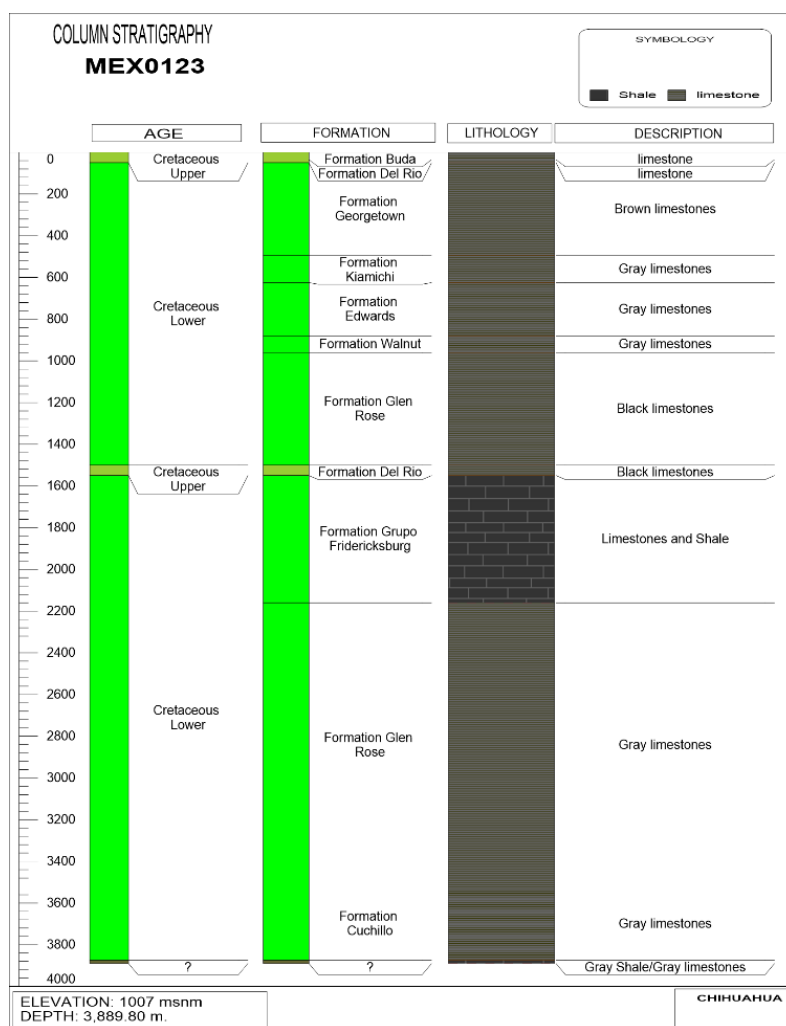 COLUMN STRATIGRAPHY
MEX0123
SYMBOLOGY
Shale
limestone
AGE
FORMATION
LITHOLOGY
DESCRIPTION
0
200
400
600
800
1000
1200
1400
1600
1800
2000
2200
2400
2600
2800
3000
3200
3400
3600
3800
4000
Cretaceous
Upper
Cretaceous
Lower
Cretaceous
Upper
Cretaceous
Lower
?
Formation Buda
Formation Del Rio
Formation
Georgetown
Formation
Kiamichi
Formation
Edwards
Formation Walnut
Formation Glen
Rose
Formation Del Rio
Formation Grupo
Fridericksburg
Formation Glen
Rose
Formation
Cuchillo
?
limestone
limestone
Brown limestones
Gray limestones
Gray limestones
Gray limestones
Black limestones
Black limestones
Limestones and Shale
Gray limestones
Gray limestones
Gray Shale/Gray limestones
ELEVATION: 1007 msnm
DEPTH: 3,889.80 m.
CHIHUAHUA